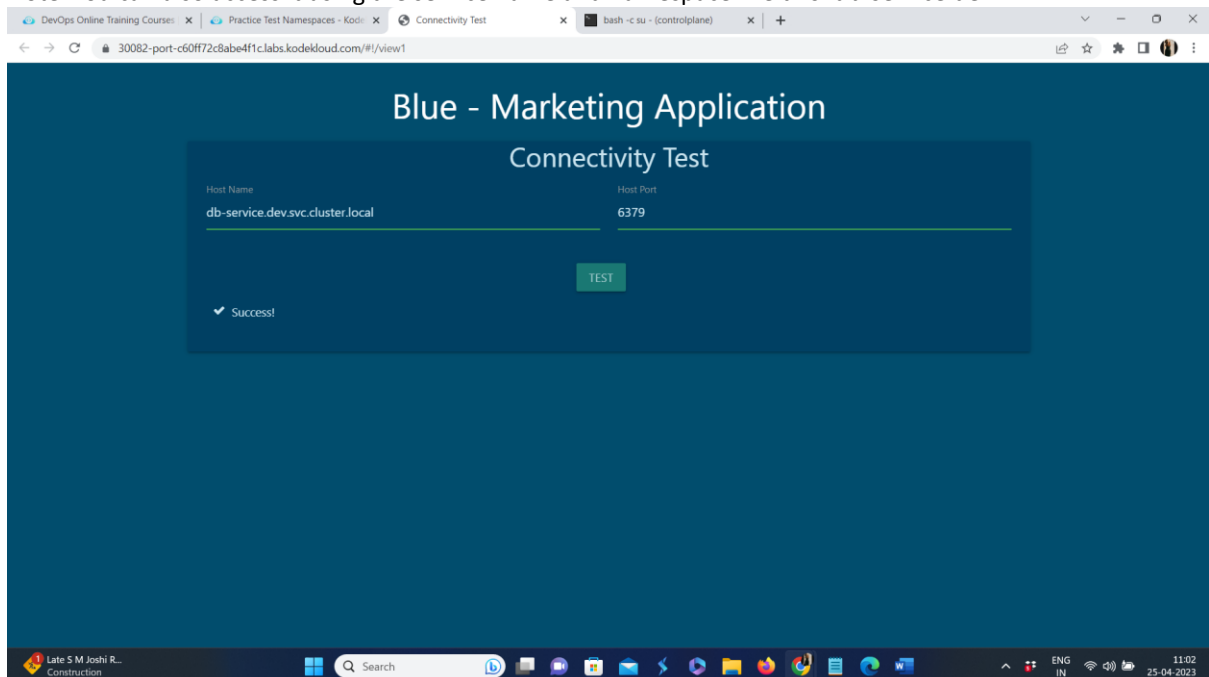 DevOps Online Training Courses
Practice Test Namespaces - Kode
Connectivity Test
bash -c su - (controlplane)
30082-port-c60ff72c8abe4f1c.labs.kodekloud.com/#!/view1
Blue - Marketing Application
Connectivity Test
Host Name
Host Port
db-service.dev.svc.cluster.local
6379
TEST
Success!
Late S M Joshi R...
Construction
Search
ENG
IN
11:02
25-04-2023